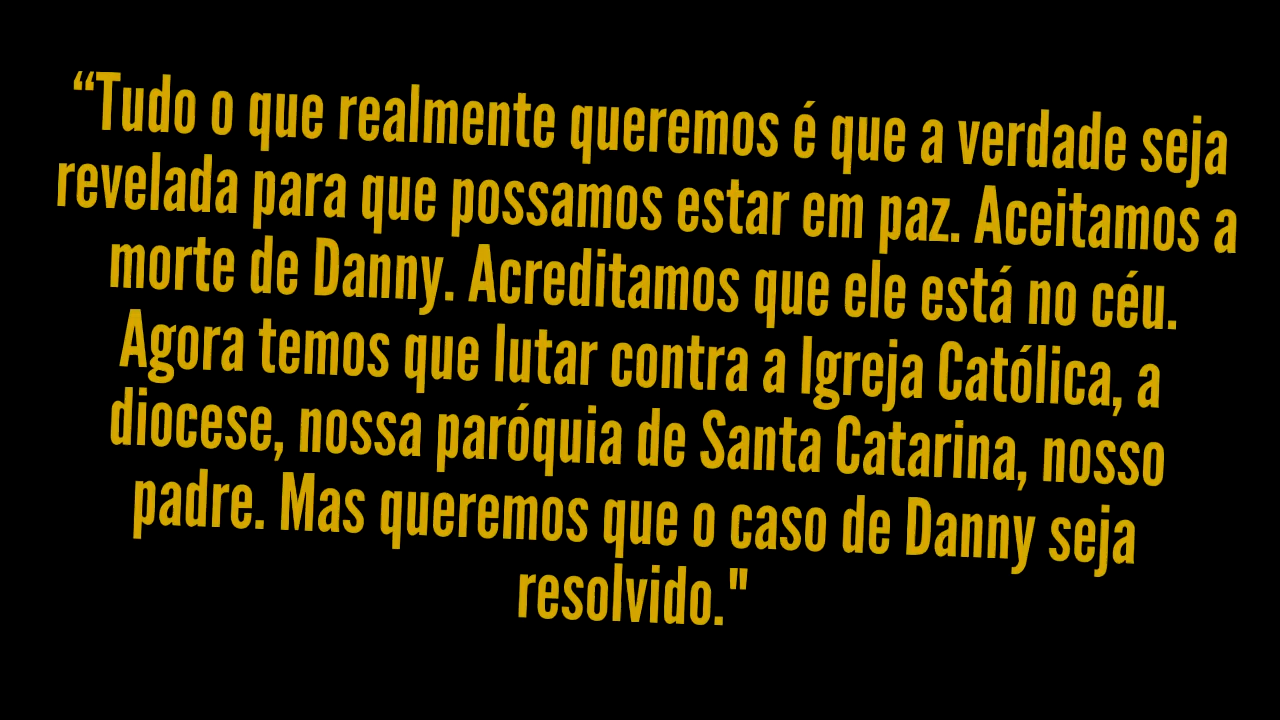 “Tudo o que realmente queremos é que a verdade seja
revelada para que possamos estar em paz. Aceitamos a
morte de Danny. Acreditamos que ele está no céu.
Agora temos que lutar contra a Igreja Católica, a
diocese, nossa paróquia de Santa Catarina, nosso
padre. Mas queremos que o caso de Danny seja
resolvido."